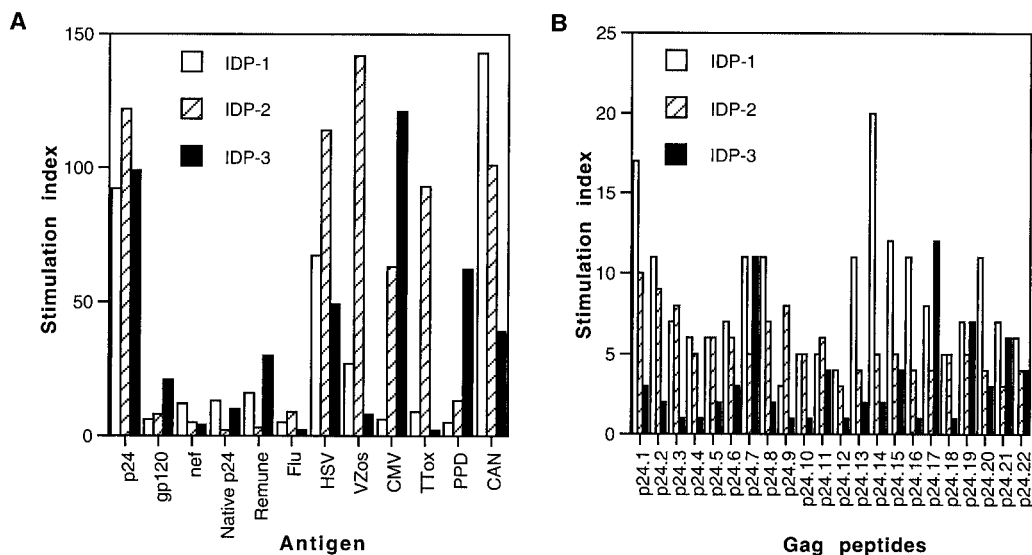 A
150
100
50
0
Stimulation index
IDP-1
IDP-2
IDP-3
p24
gp120
nef
Native p24
Remune
Flu
HSV
VZos
CMV
TTox
PPD
CAN
Antigen
B
25
20
15
10
5
0
Stimulation index
IDP-1
IDP-2
IDP-3
p24.1
p24.2
p24.3
p24.4
p24.5
p24.6
p24.7
p24.8
p24.9
p24.10
p24.11
p24.12
p24.13
p24.14
p24.15
p24.16
p24.17
p24.18
p24.19
p24.20
p24.21
p24.22
Gag peptides